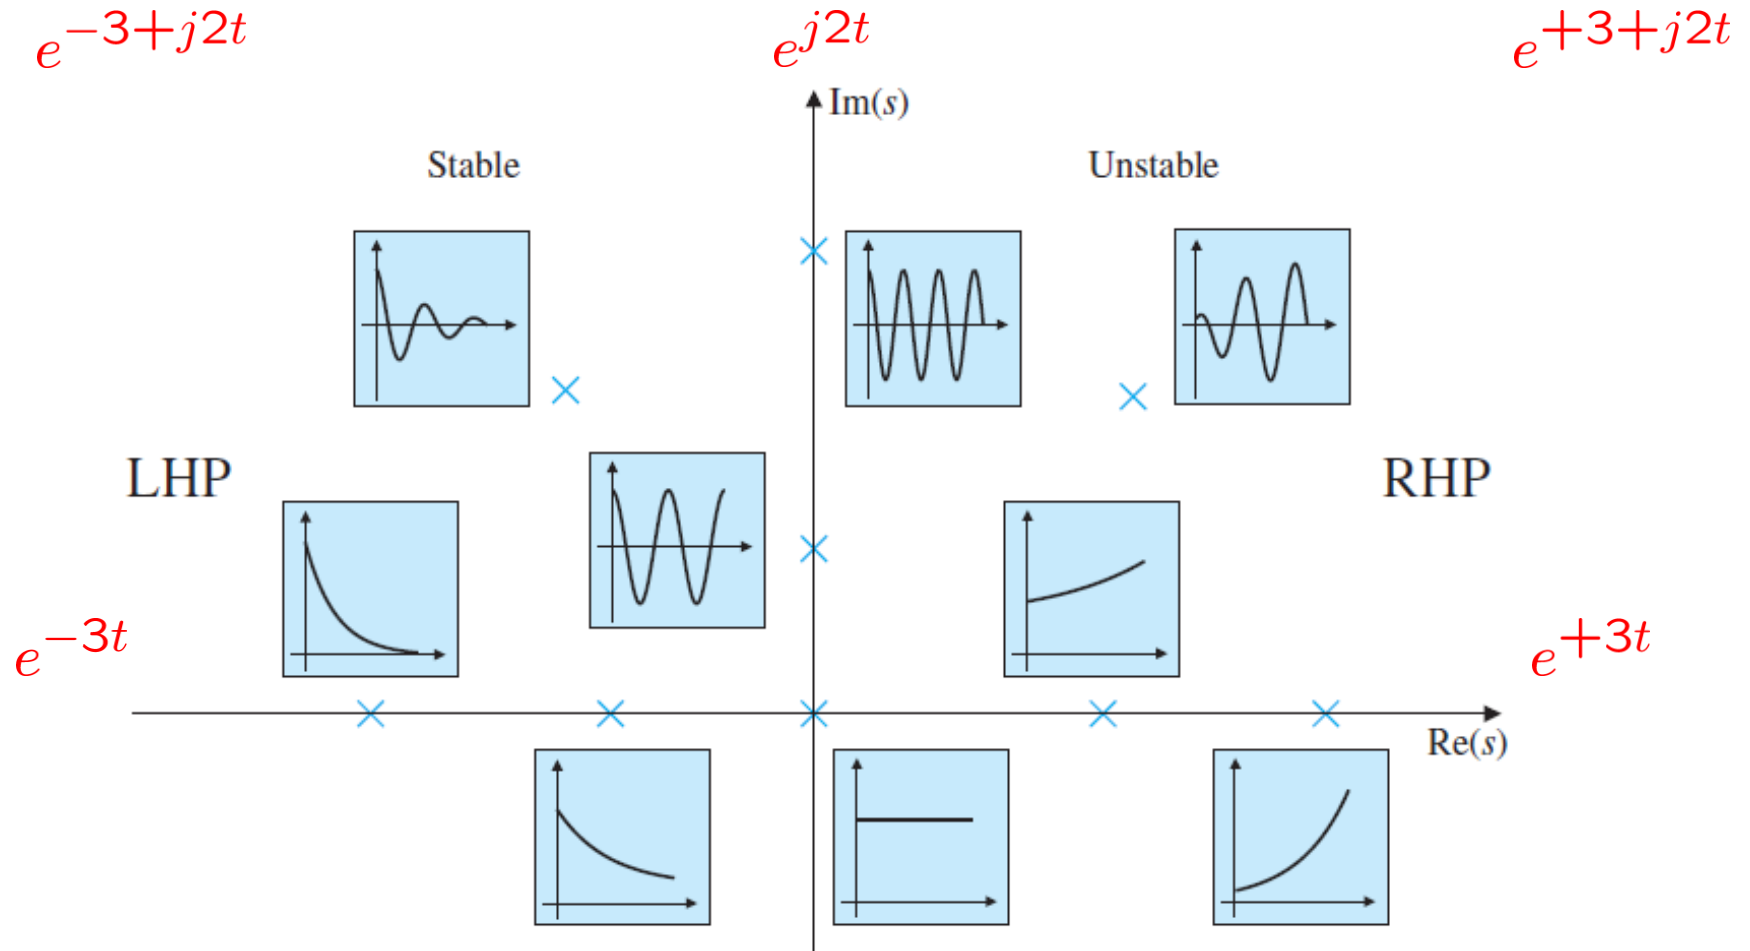 e^{-3+j2t}
e^{j2t}
e^{+3+j2t}
Im(s)
Stable
Unstable
LHP
RHP
e^{-3t}
e^{+3t}
Re(s)